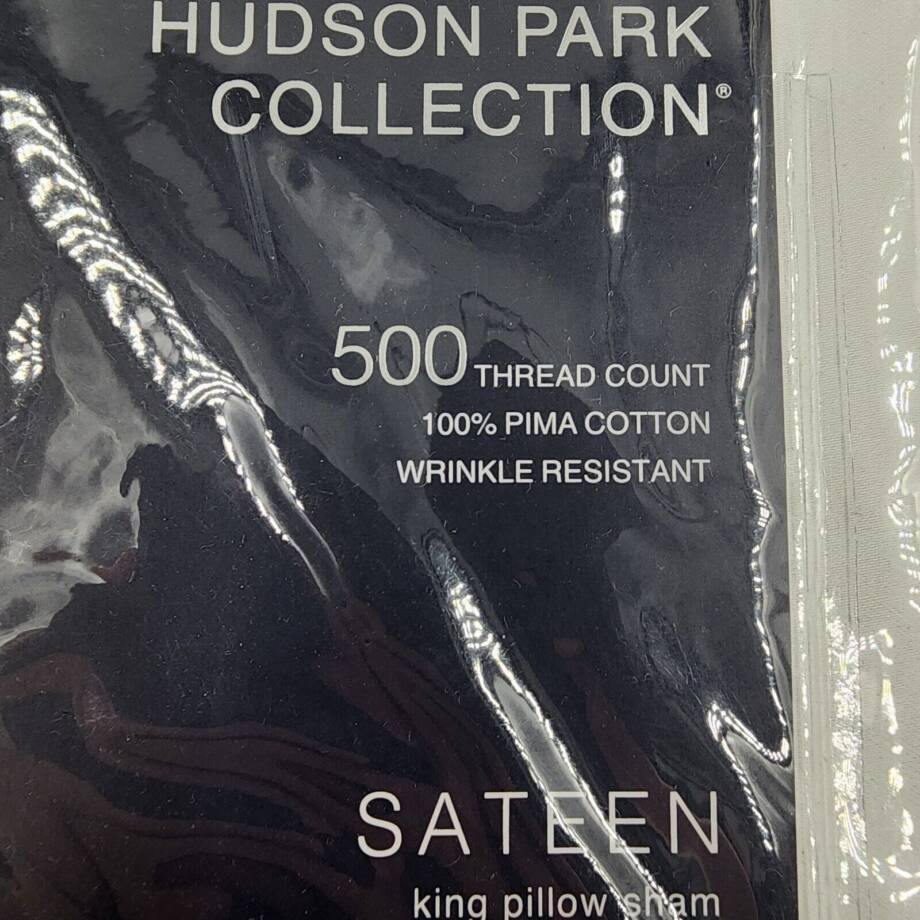 HUDSON PARK
COLLECTION®
500 THREAD COUNT
100% PIMA COTTON
WRINKLE RESISTANT
SATEEN
king pillow sham